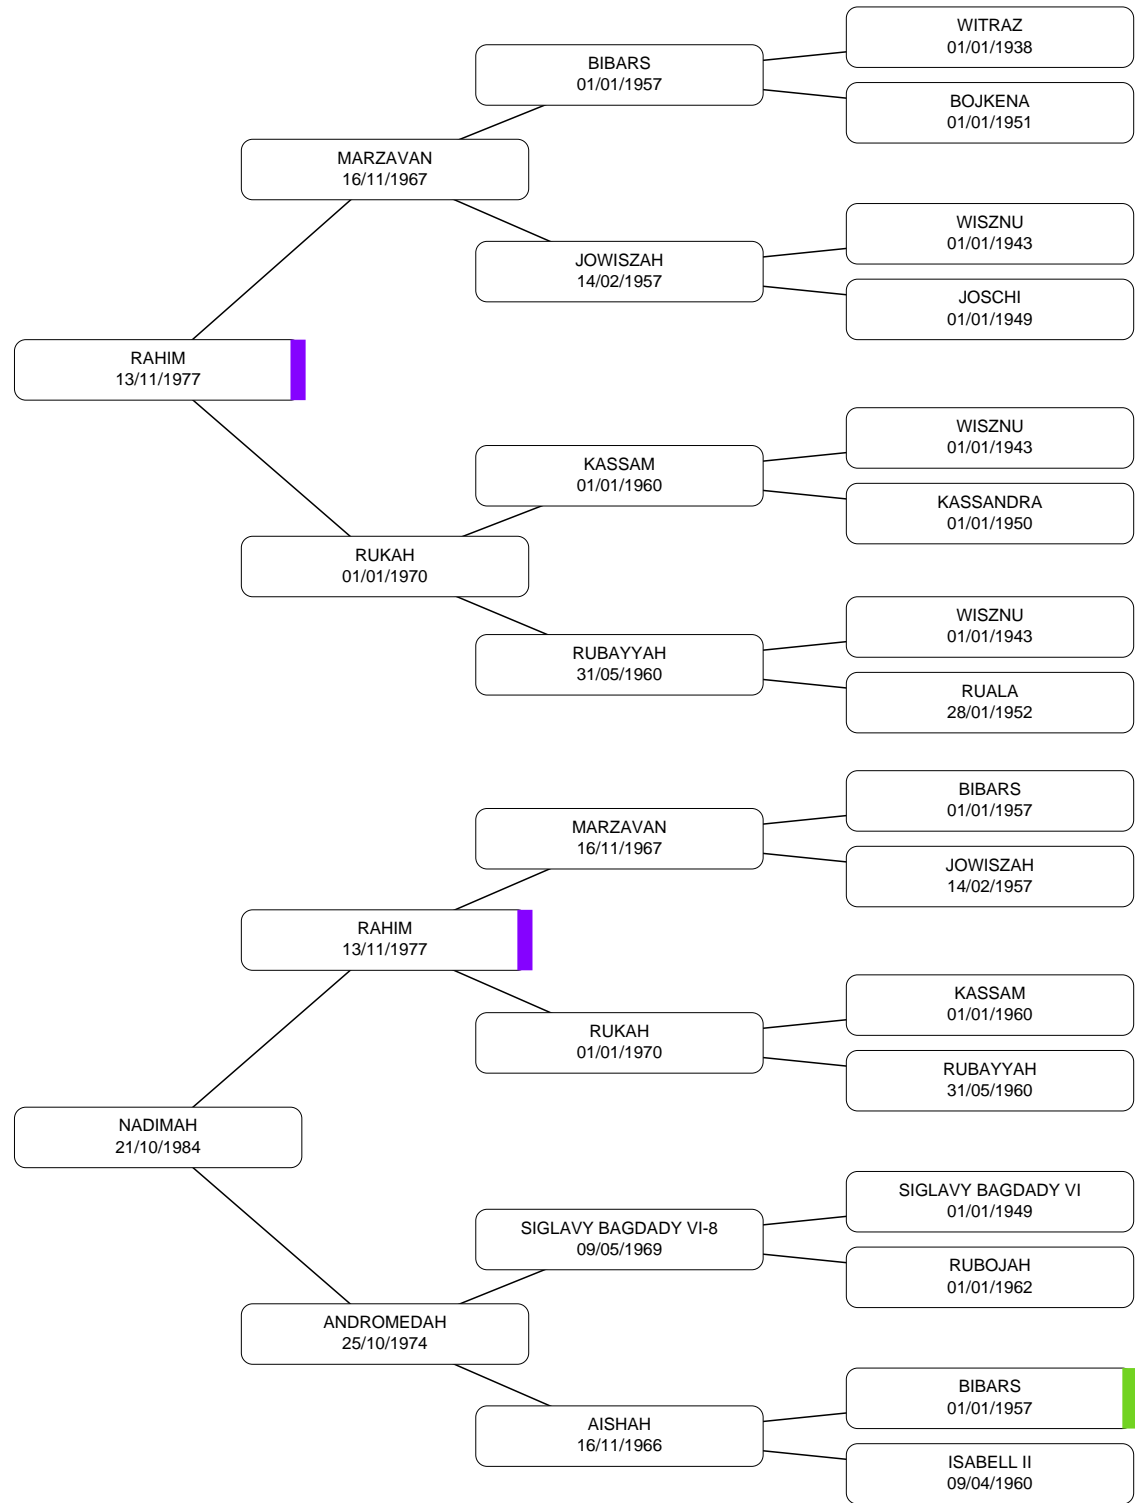 WITRAZ
01/01/1938
BIBARS
01/01/1957
BOJKENA
01/01/1951
MARZAVAN
16/11/1967
WISZNU
01/01/1943
JOWISZAH
14/02/1957
JOSCHI
01/01/1949
RAHIM
13/11/1977
WISZNU
01/01/1943
KASSAM
01/01/1960
KASSANDRA
01/01/1950
RUKAH
01/01/1970
WISZNU
01/01/1943
RUBAYYAH
31/05/1960
RUALA
28/01/1952
BIBARS
01/01/1957
MARZAVAN
16/11/1967
JOWISZAH
14/02/1957
RAHIM
13/11/1977
KASSAM
01/01/1960
RUKAH
01/01/1970
RUBAYYAH
31/05/1960
NADIMAH
21/10/1984
SIGLAVY BAGDADY VI
01/01/1949
SIGLAVY BAGDADY VI-8
09/05/1969
RUBOJAH
01/01/1962
ANDROMEDAH
25/10/1974
BIBARS
01/01/1957
AISHAH
16/11/1966
ISABELL II
09/04/1960